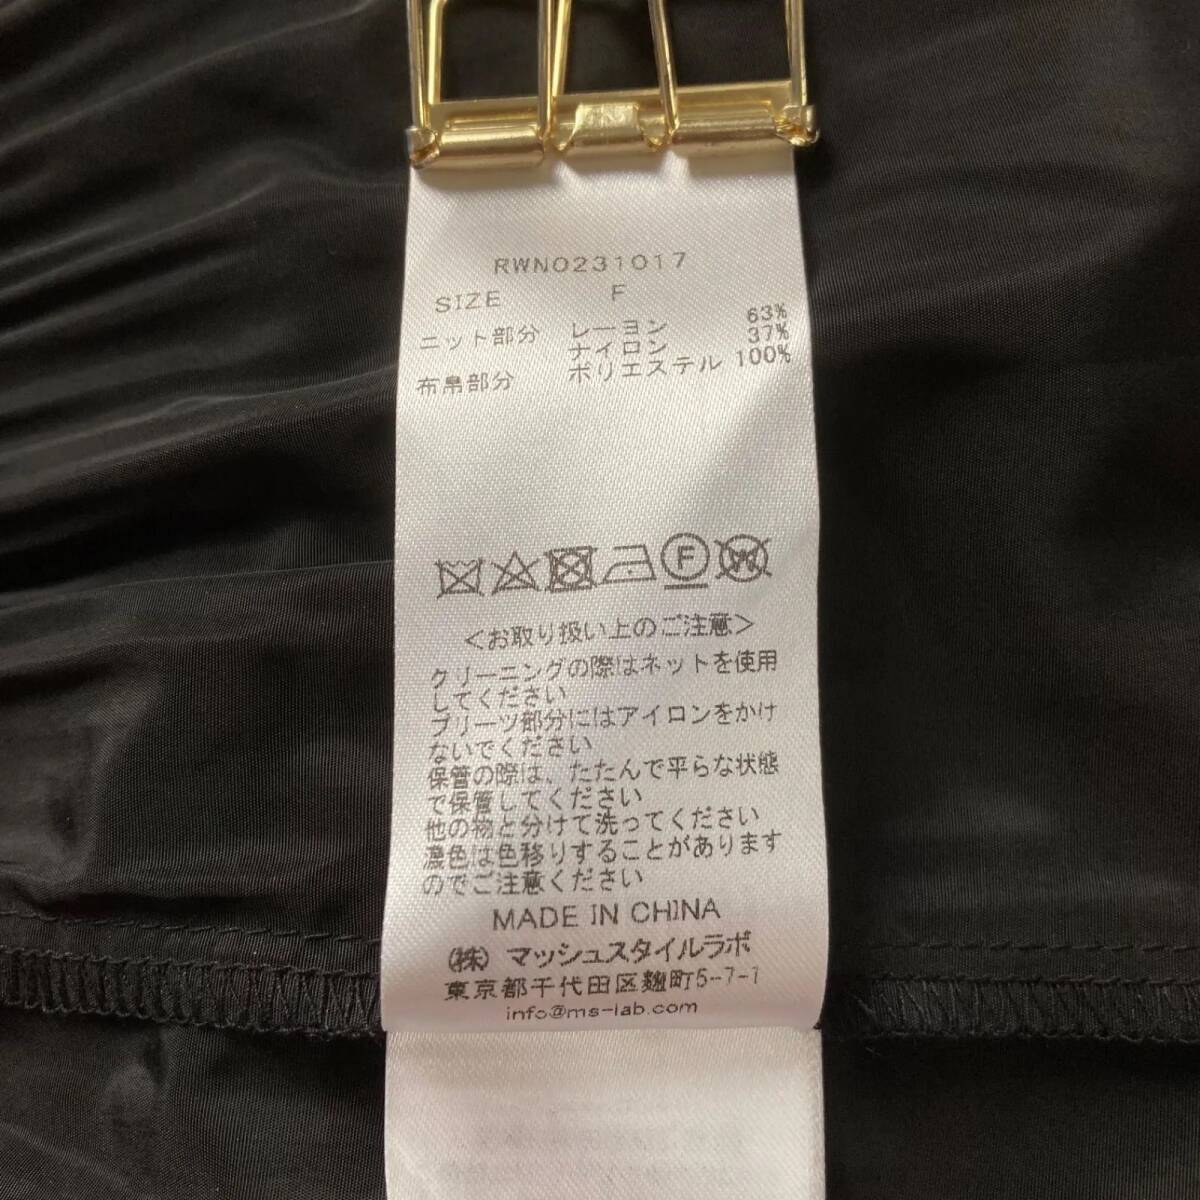 RWNO231017
SIZE F
ニット部分 レーヨン 63%
ナイロン 37%
布帛部分 ポリエステル 100%
F W
<お取り扱い上のご注意>
クリーニングの際はネットを使用
してください
プリーツ部分にはアイロンをかけ
ないでください
保管の際は、たたんで平らな状態
で保管してください
他の物と分けて洗ってください
濃色は色移りすることがあります
のでご注意ください
MADE IN CHINA
(株) マッシュスタイルラボ
東京都千代田区麹町5-7-1
info@ms-lab.com